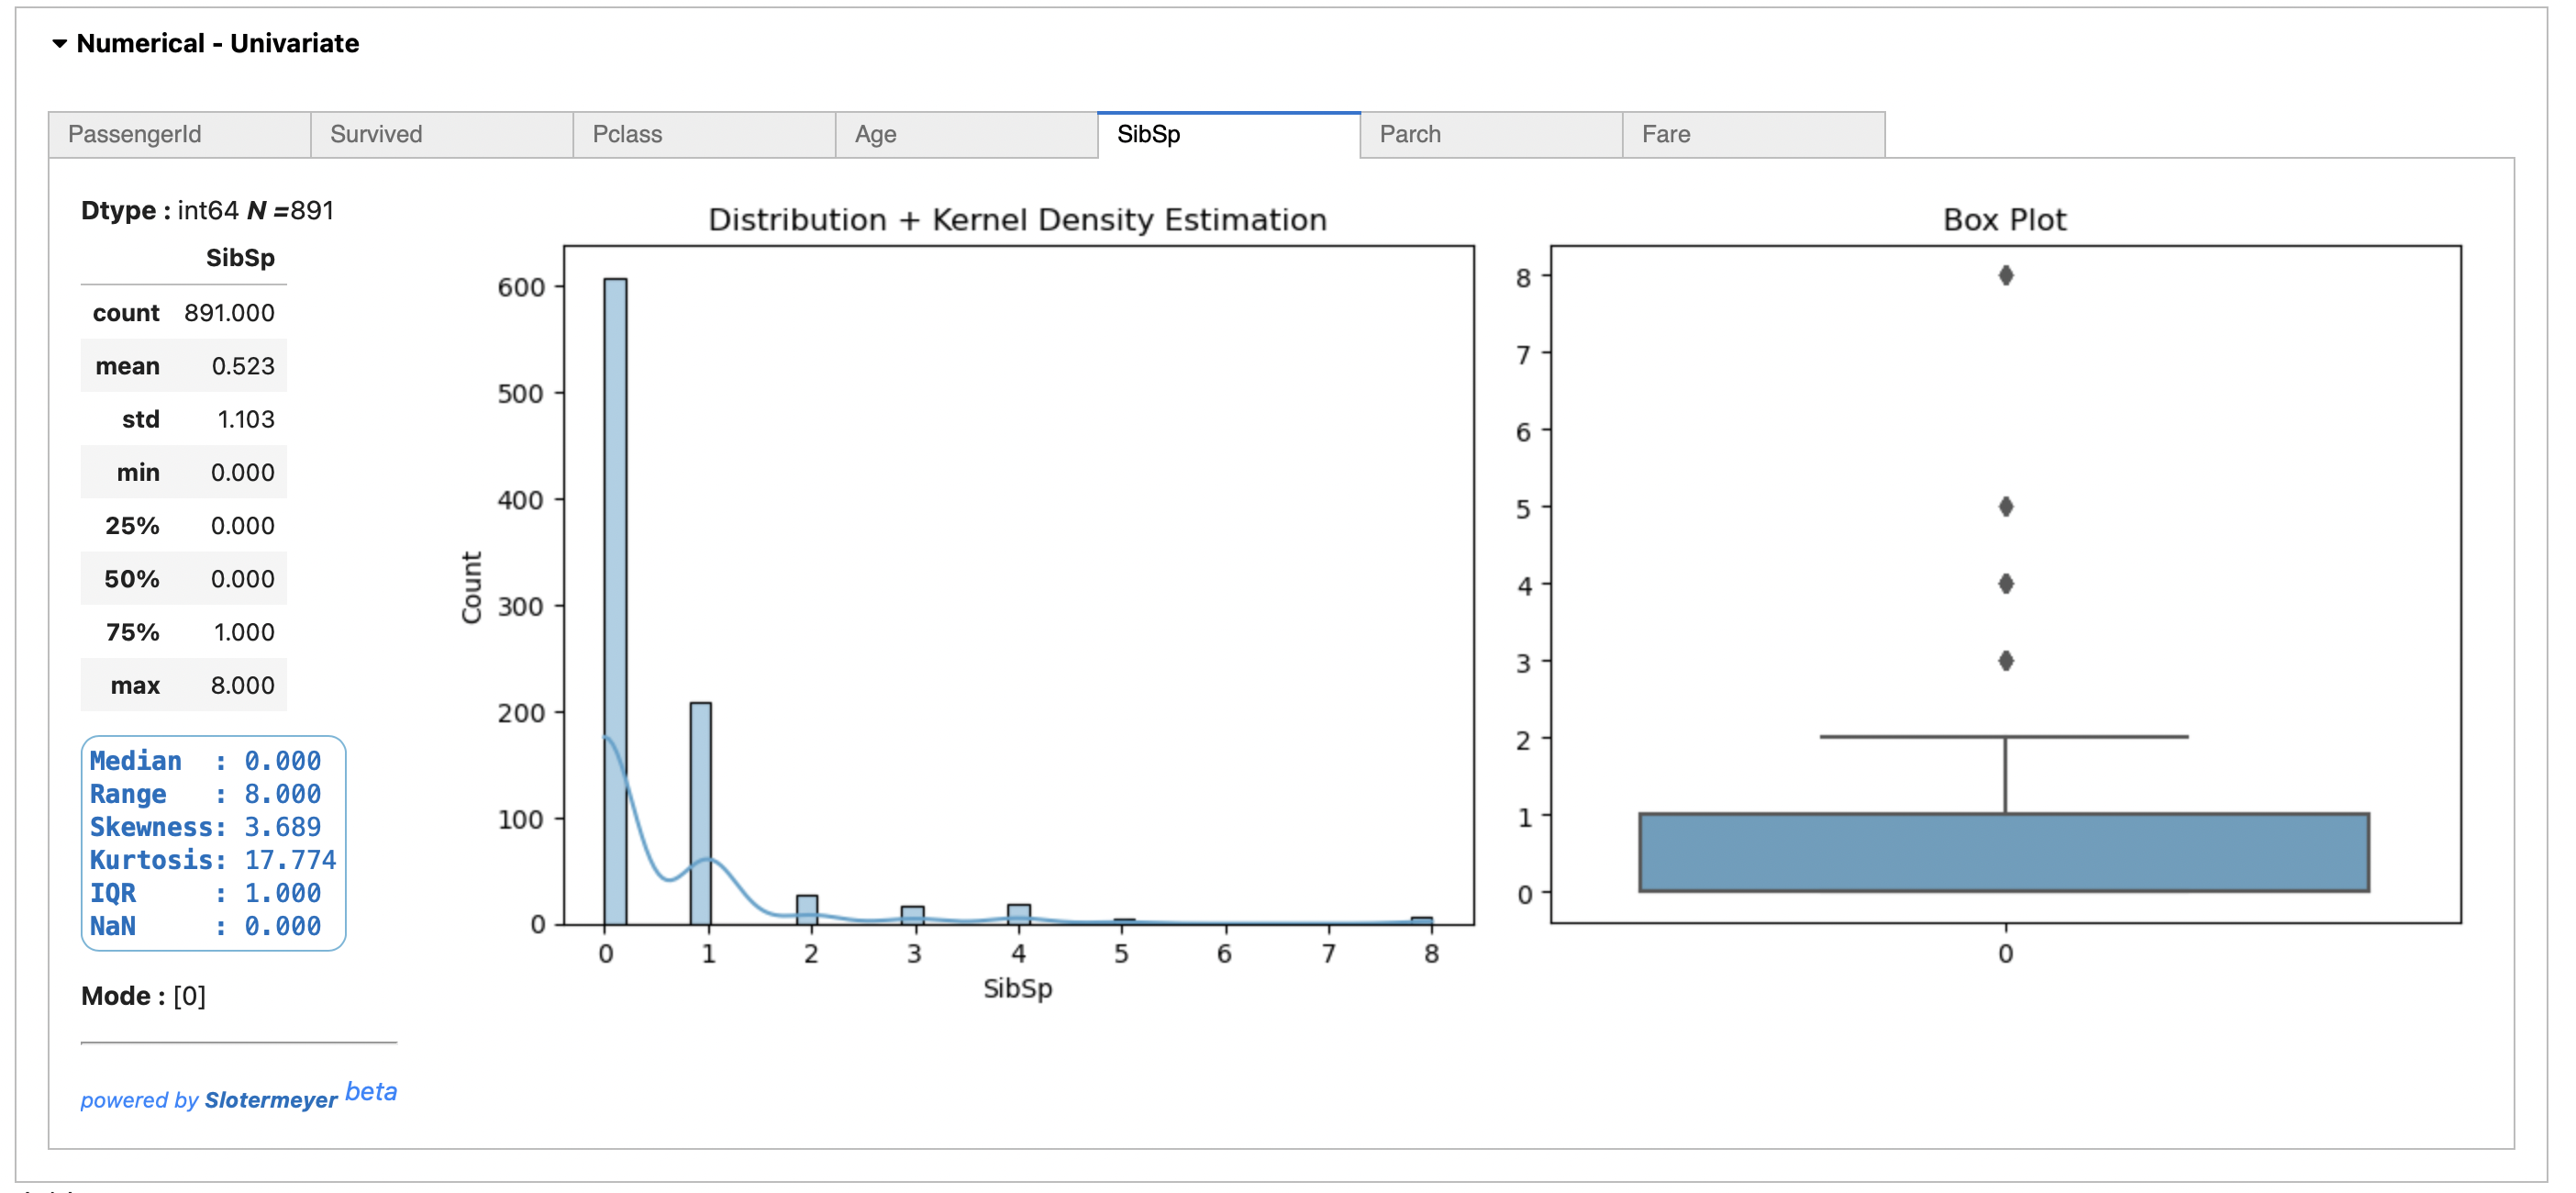 Numerical - Univariate
PassengerId Survived Pclass Age SibSp Parch Fare
Dtype : int64 N =891
SibSp
count 891.000
mean 0.523
std 1.103
min 0.000
25% 0.000
50% 0.000
75% 1.000
max 8.000
Median : 0.000
Range : 8.000
Skewness: 3.689
Kurtosis: 17.774
IQR : 1.000
NaN : 0.000
Mode : [0]
powered by Slotermeyer beta
Distribution + Kernel Density Estimation
Count
600
500
400
300
200
100
0
0 1 2 3 4 5 6 7 8
SibSp
Box Plot
8
7
6
5
4
3
2
1
0
0